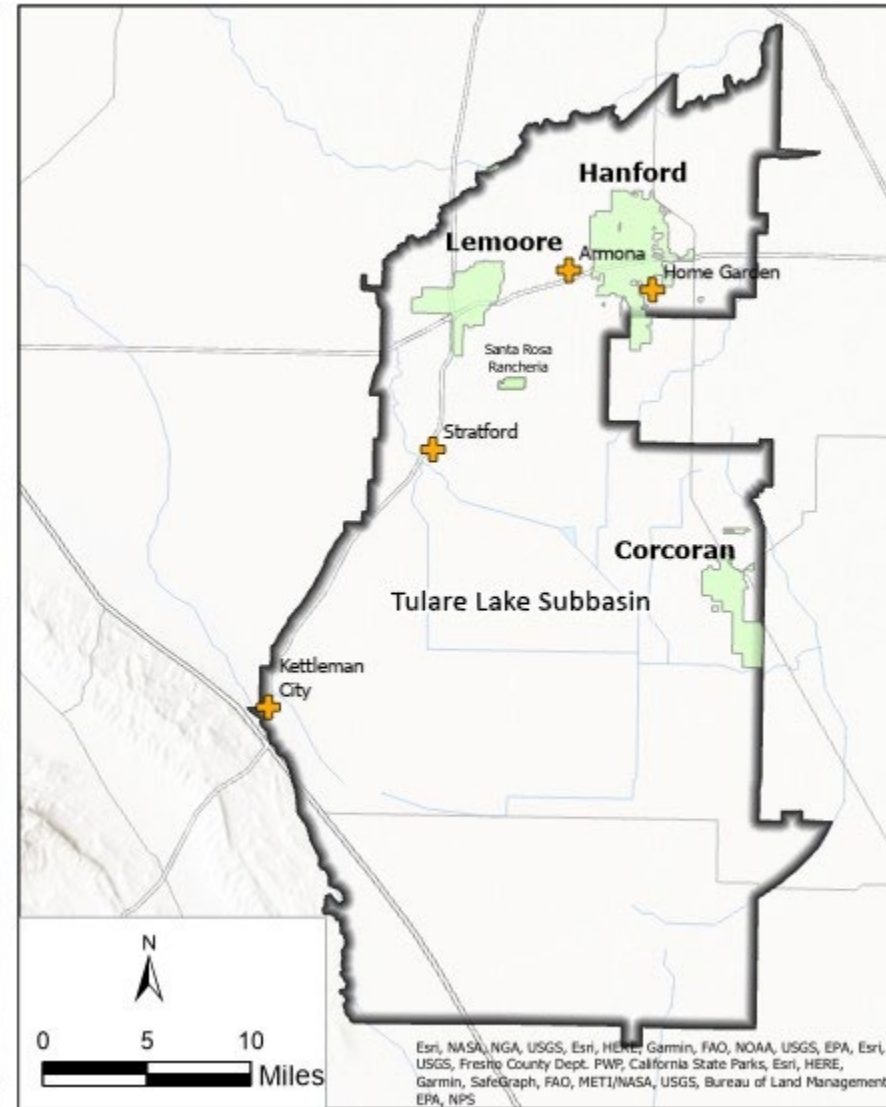 Hanford
Lemoore
Armona
Home Garden
Santa Rosa
Rancheria
Stratford
Corcoran
Tulare Lake Subbasin
Kettleman
City
N
0 5 10
Miles
Esri, NASA, NGA, USGS, Esri, HERE, Garmin, FAO, NOAA, USGS, EPA, Esri,
USGS, Fresno County Dept. PWP, California State Parks, Esri, HERE,
Garmin, SafeGraph, FAO, METI/NASA, USGS, Bureau of Land Management,
EPA, NPS